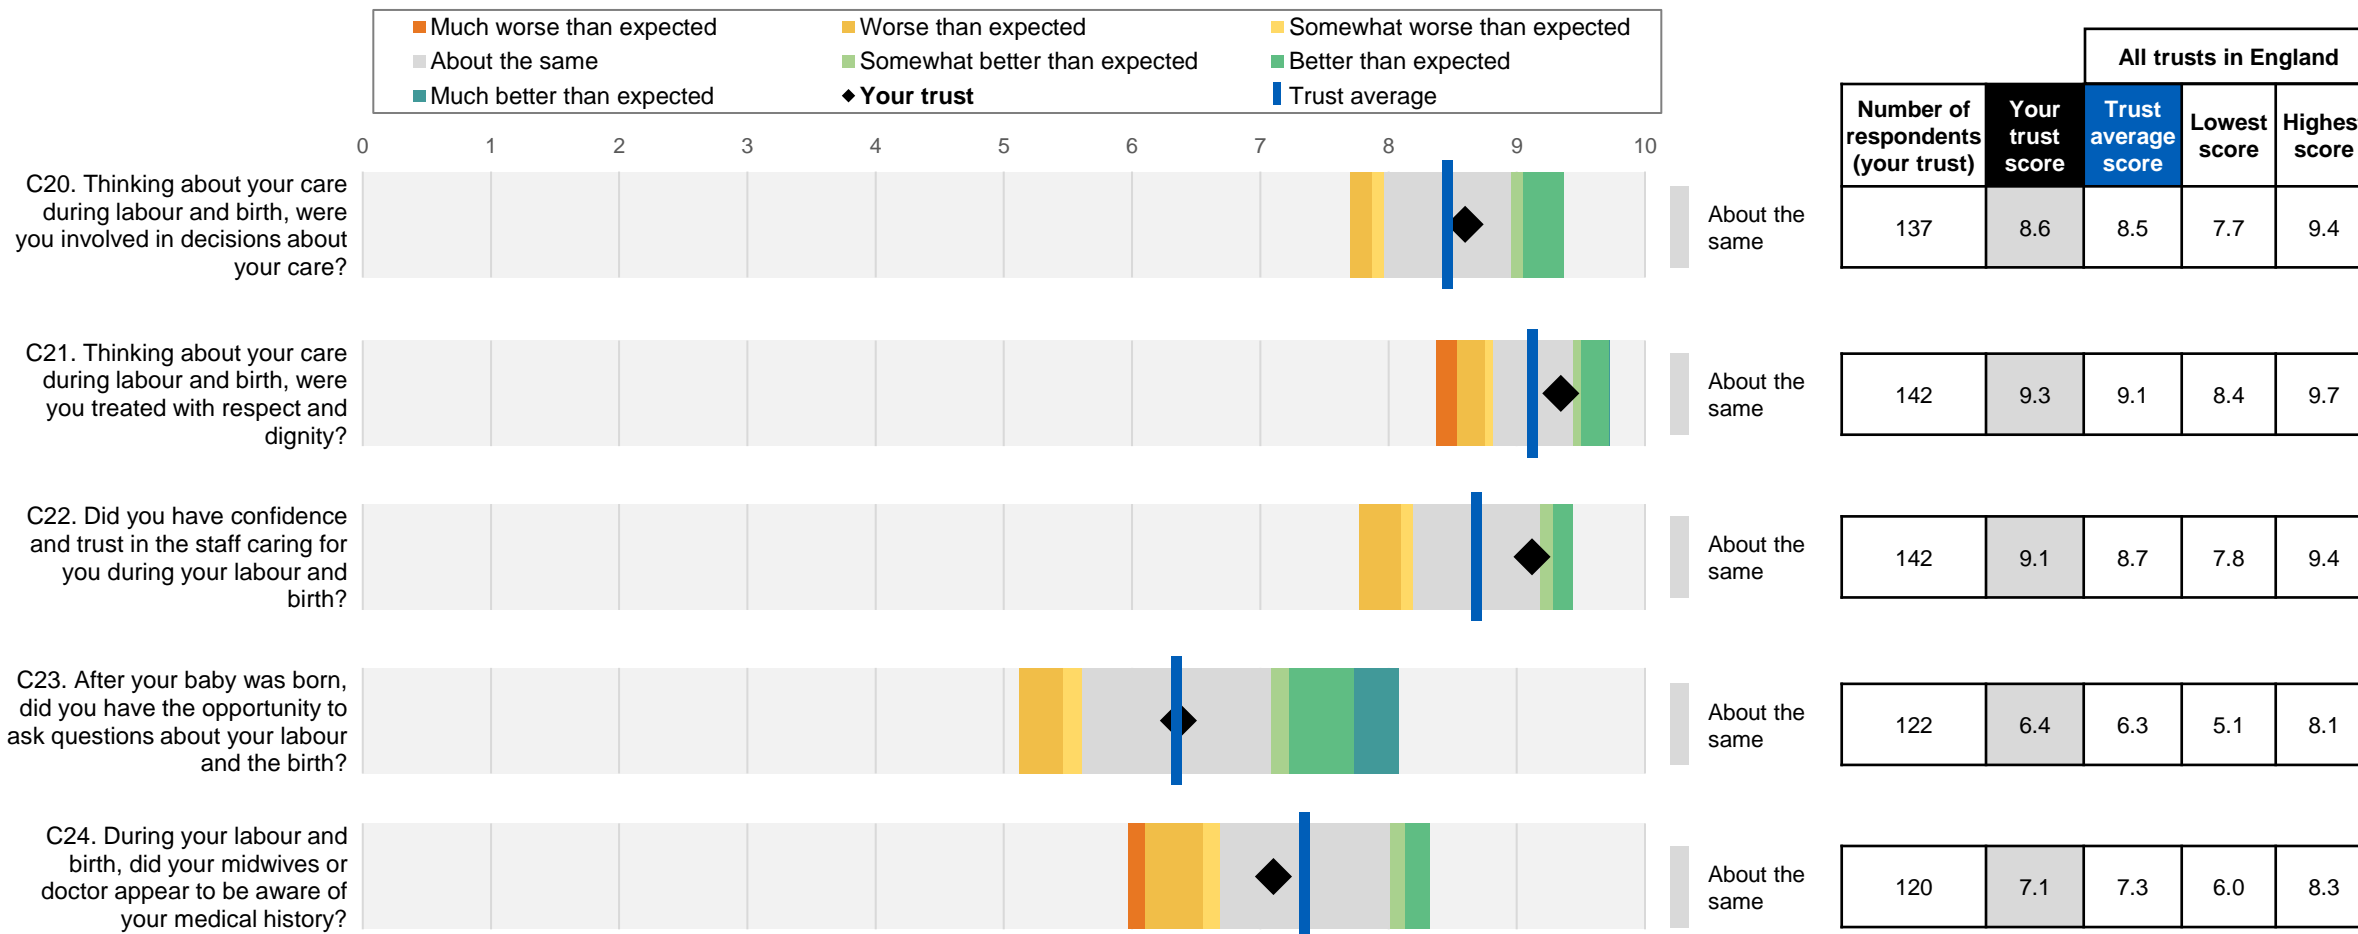 Much worse than expected
Worse than expected
Somewhat worse than expected
About the same
Somewhat better than expected
Better than expected
Much better than expected
Your trust
Trust average
All trusts in England
Number of
respondents
(your trust)
Your
trust
score
Trust
average
score
Lowest
score
Highest
score
0 1 2 3 4 5 6 7 8 9 10
C20. Thinking about your care
during labour and birth, were
you involved in decisions about
your care?
About the
same
137 8.6 8.5 7.7 9.4
C21. Thinking about your care
during labour and birth, were
you treated with respect and
dignity?
About the
same
142 9.3 9.1 8.4 9.7
C22. Did you have confidence
and trust in the staff caring for
you during your labour and
birth?
About the
same
142 9.1 8.7 7.8 9.4
C23. After your baby was born,
did you have the opportunity to
ask questions about your labour
and the birth?
About the
same
122 6.4 6.3 5.1 8.1
C24. During your labour and
birth, did your midwives or
doctor appear to be aware of
your medical history?
About the
same
120 7.1 7.3 6.0 8.3